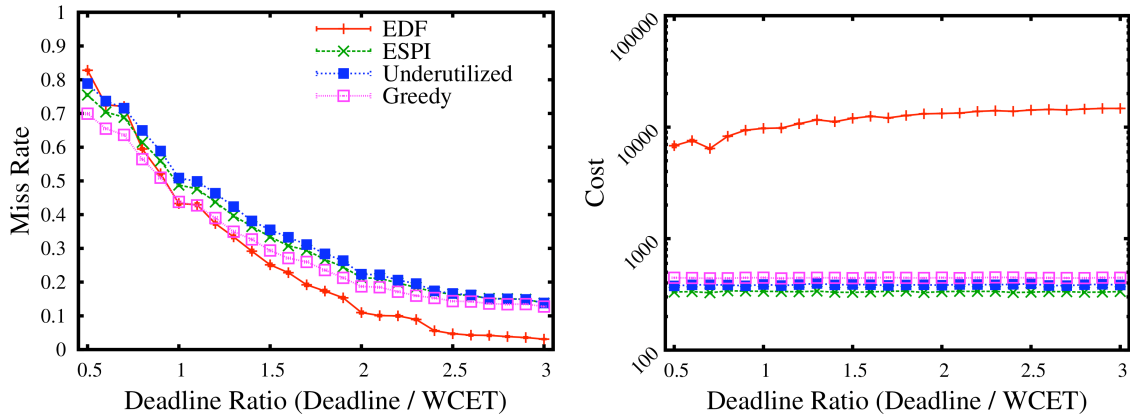 1
0.9
0.8
0.7
0.6
0.5
0.4
0.3
0.2
0.1
0
Miss Rate
EDF
ESPI
Underutilized
Greedy
0.5 1 1.5 2 2.5 3
Deadline Ratio (Deadline / WCET)
100000
10000
1000
100
Cost
0.5 1 1.5 2 2.5 3
Deadline Ratio (Deadline / WCET)